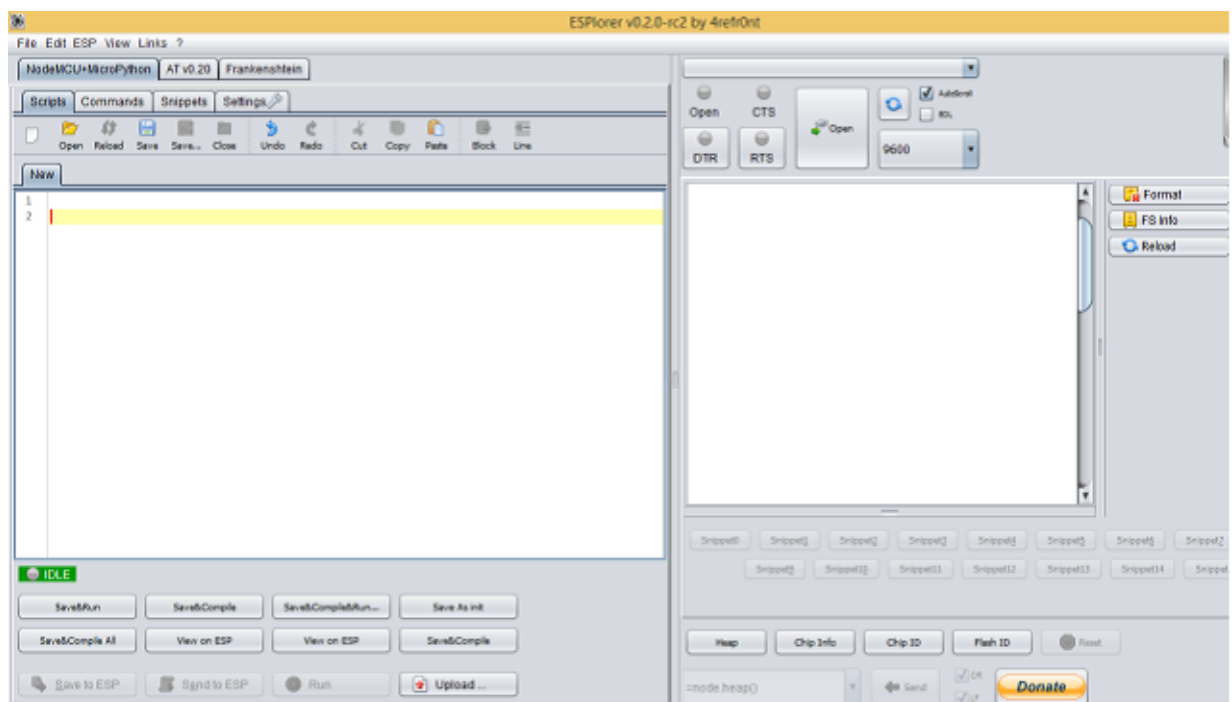 ESPlorer v0.2.0-rc2 by 4refr0nt
File Edit ESP View Links ?
NodeMCU+MicroPython AT v0.20 Frankenshtein
Scripts Commands Snippets Settings
Open Reload Save Save... Close Undo Redo Cut Copy Paste Block Line
New
1
2
IDLE
Save&Run Save&Compile Save&Compile&Run... Save As init
Save&Compile All View on ESP View on ESP Save&Compile
Save to ESP Send to ESP Run Upload ...
Open CTS
DTR RTS
Open
AutoScroll
EOL
9600
Format
FS Info
Reload
Snippet0 Snippet1 Snippet2 Snippet3 Snippet4 Snippet5 Snippet6 Snippet7
Snippet9 Snippet10 Snippet11 Snippet12 Snippet13 Snippet14 Snippet
Heap Chip Info Chip ID Flash ID Reset
=node.heap() Send CR LF Donate